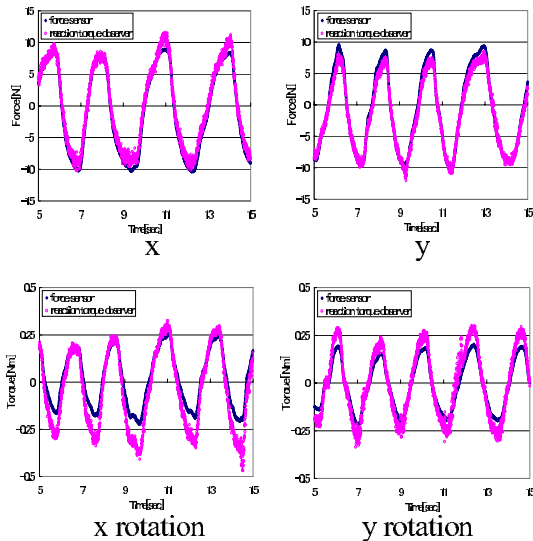 force sensor
reaction torque observer
15
10
5
0
-5
-10
-15
Force[N]
5 7 9 11 13 15
Time[sec]
x
force sensor
reaction torque observer
15
10
5
0
-5
-10
-15
Force[N]
5 7 9 11 13 15
Time[sec]
y
force sensor
reaction torque observer
0.5
0.25
0
-0.25
-0.5
Torque[Nm]
5 7 9 11 13 15
Time[sec]
x rotation
force sensor
reaction torque observer
0.5
0.25
0
-0.25
-0.5
Torque[Nm]
5 7 9 11 13 15
Time[sec]
y rotation